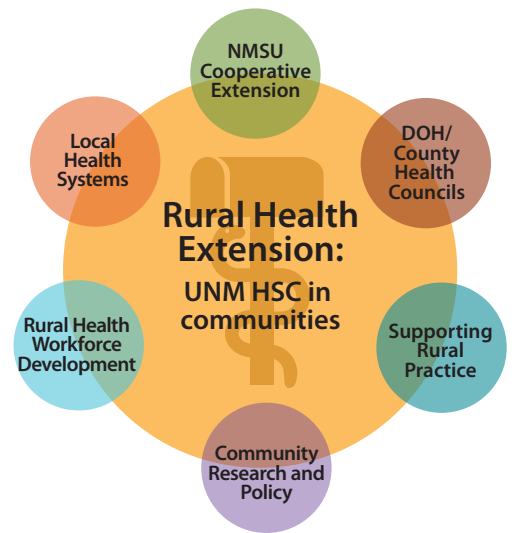 NMSU
Cooperative
Extension
Local
Health
Systems
DOH/
County
Health
Councils
Rural Health
Extension:
UNM HSC in
communities
Rural Health
Workforce
Development
Supporting
Rural
Practice
Community
Research and
Policy